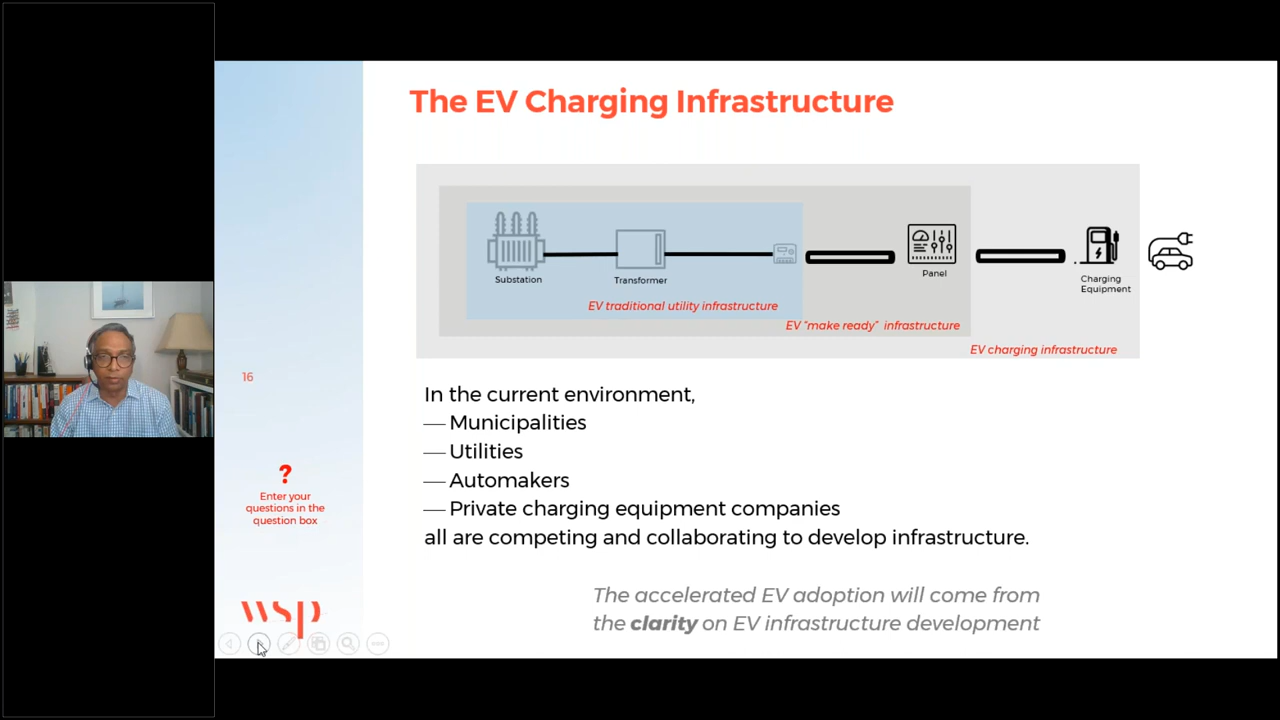 The EV Charging Infrastructure
Substation
Transformer
Panel
Charging
Equipment
EV traditional utility infrastructure
EV "make ready" infrastructure
EV charging infrastructure
In the current environment,
— Municipalities
— Utilities
— Automakers
— Private charging equipment companies
all are competing and collaborating to develop infrastructure.
The accelerated EV adoption will come from
the clarity on EV infrastructure development
16
?
Enter your
questions in the
question box
wsp